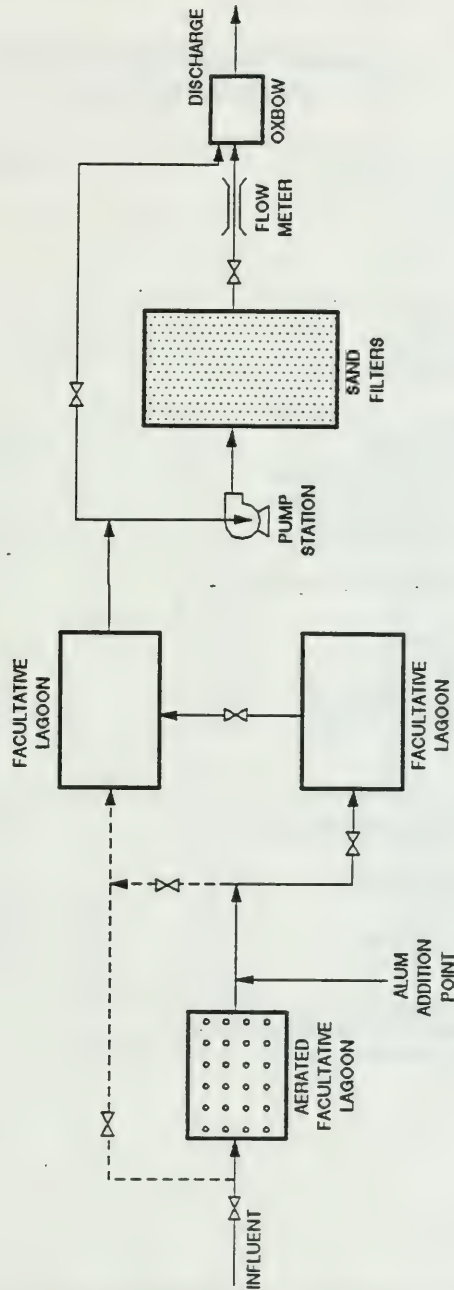 INFLUENT
AERATED
FACULTATIVE
LAGOON
ALUM
ADDITION
POINT
FACULTATIVE
LAGOON
FACULTATIVE
LAGOON
PUMP
STATION
SAND
FILTERS
FLOW
METER
DISCHARGE
OXBOW